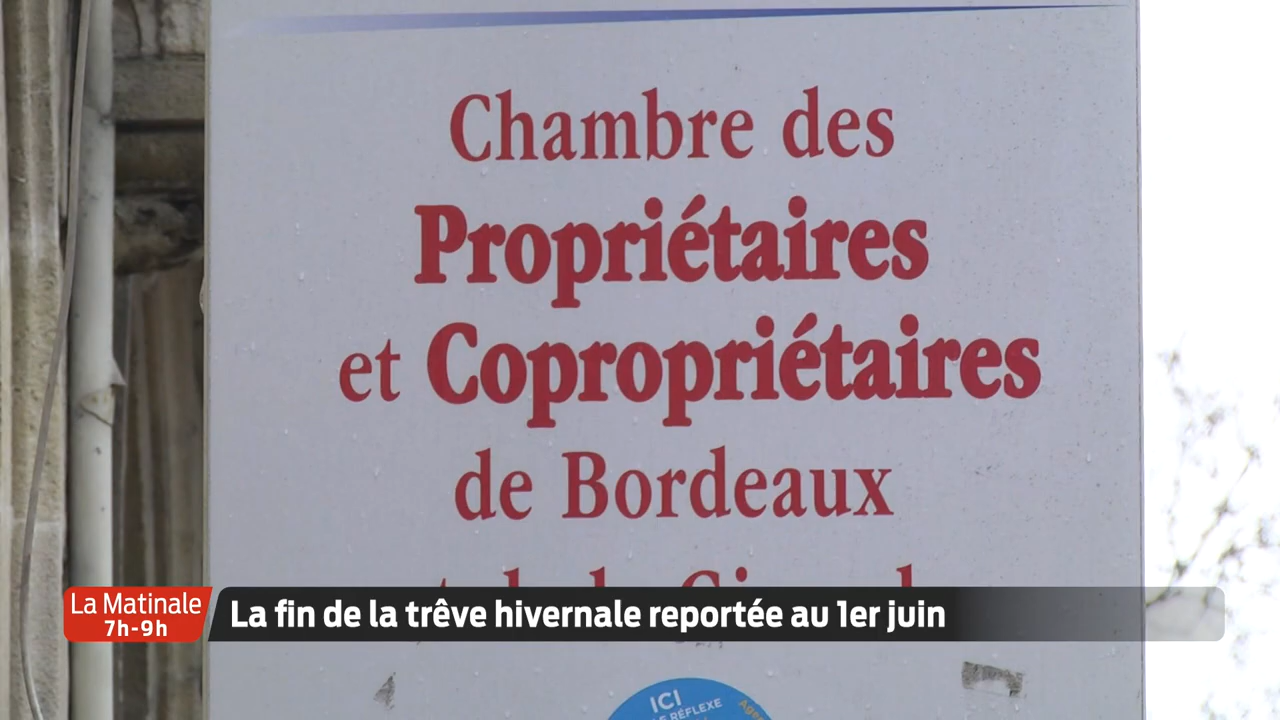 Chambre des
Propriétaires
et Copropriétaires
de Bordeaux
La Matinale
7h-9h
La fin de la trêve hivernale reportée au 1er juin
ICI
RÉFLEXE